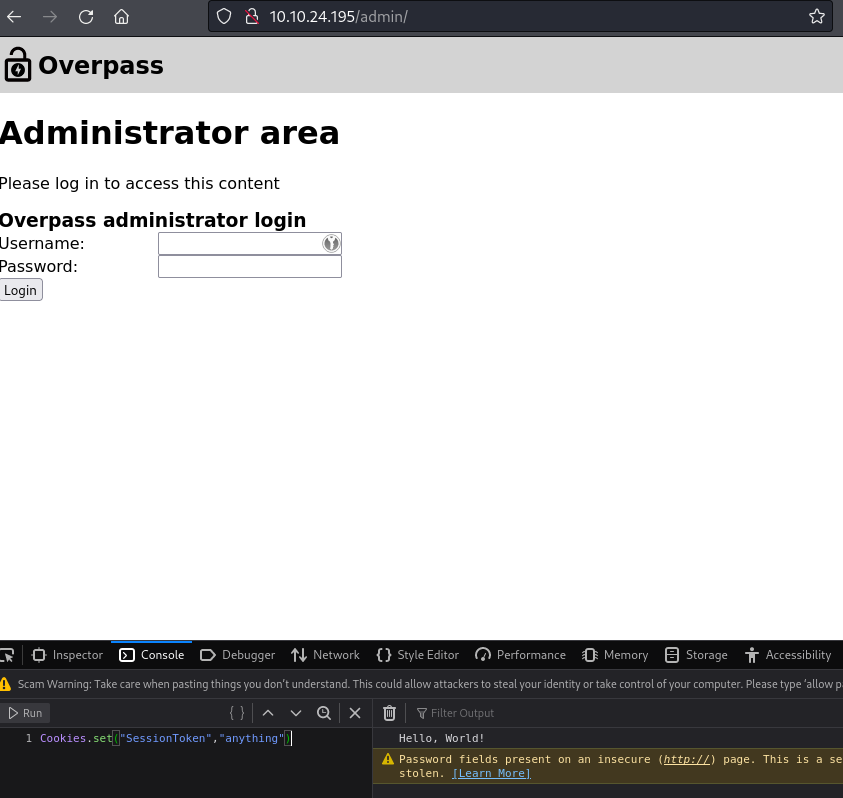 10.10.24.195/admin/
Overpass
Administrator area
Please log in to access this content
Overpass administrator login
Username:
Password:
Login
Inspector Console Debugger Network Style Editor Performance Memory Storage Accessibility
Scam Warning: Take care when pasting things you don’t understand. This could allow attackers to steal your identity or take control of your computer. Please type ‘allow p
Run Filter Output
1 Cookies.set("SessionToken","anything")
Hello, World!
Password fields present on an insecure (http://) page. This is a se
stolen. [Learn More]